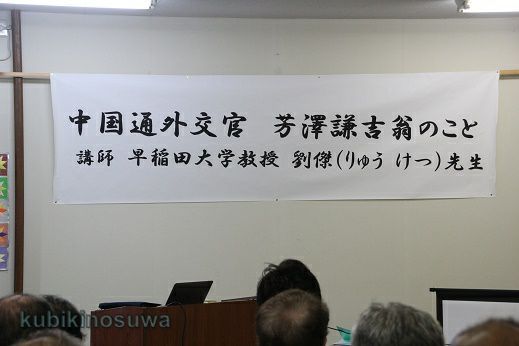 中国通外交官 芳澤謙吉翁のこと
講師 早稲田大学教授 劉傑(りゅう けつ)先生
kubikinosuwa